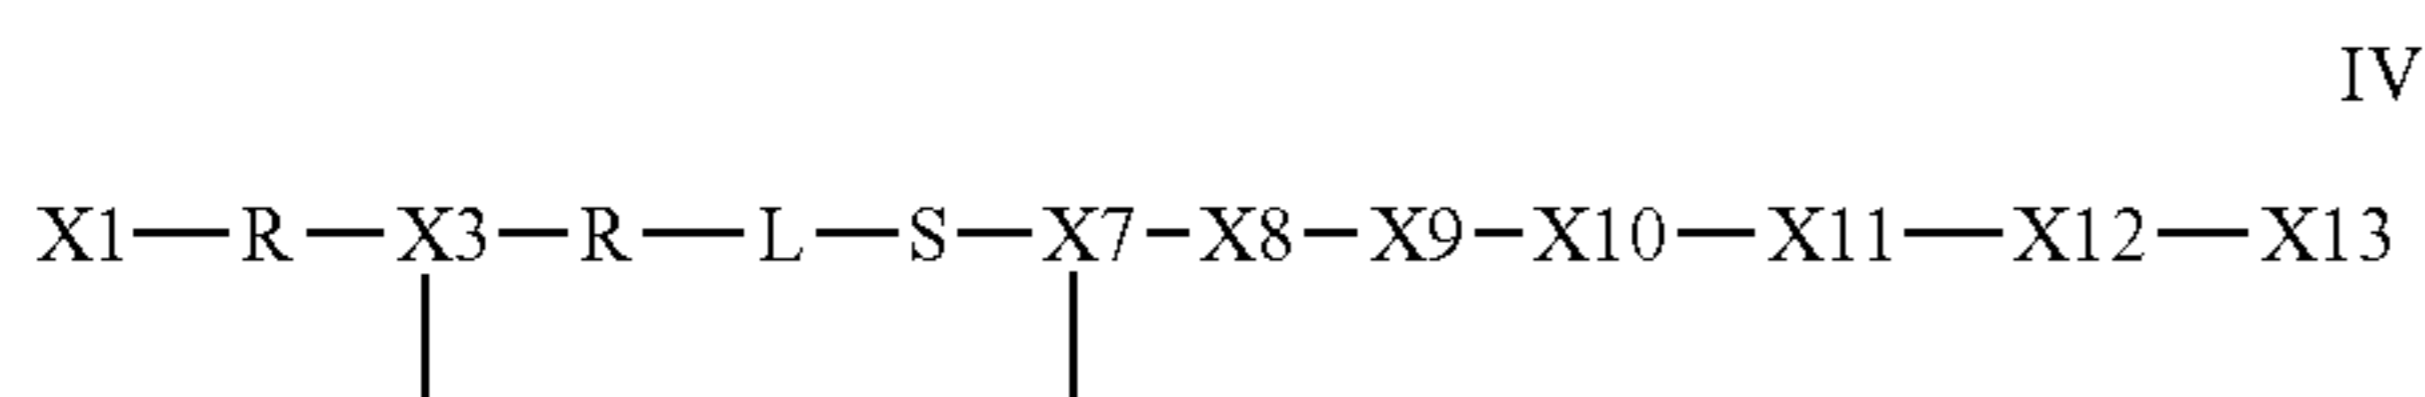 IV
X1—R—X3—R—L—S—X7—X8—X9—X10—X11—X12—X13